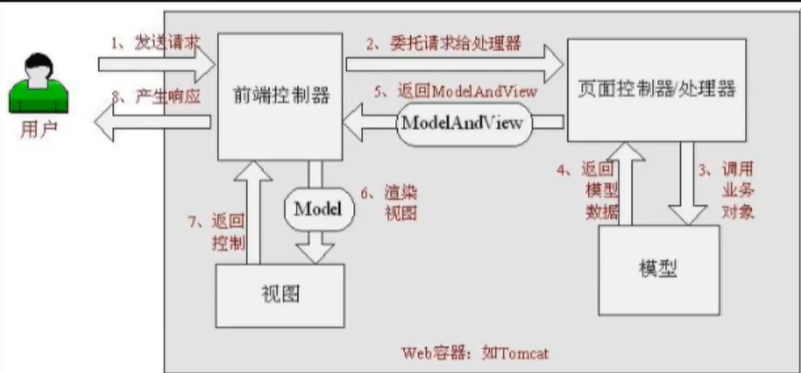 1、发送请求
2、委托请求给处理器
8、产生响应
前端控制器
5、返回ModelAndView
ModelAndView
页面控制器/处理器
用户
4、返回
模型
数据
3、调用
业务
对象
6、渲染
视图
Model
7、返回
控制
视图
模型
Web容器：如Tomcat